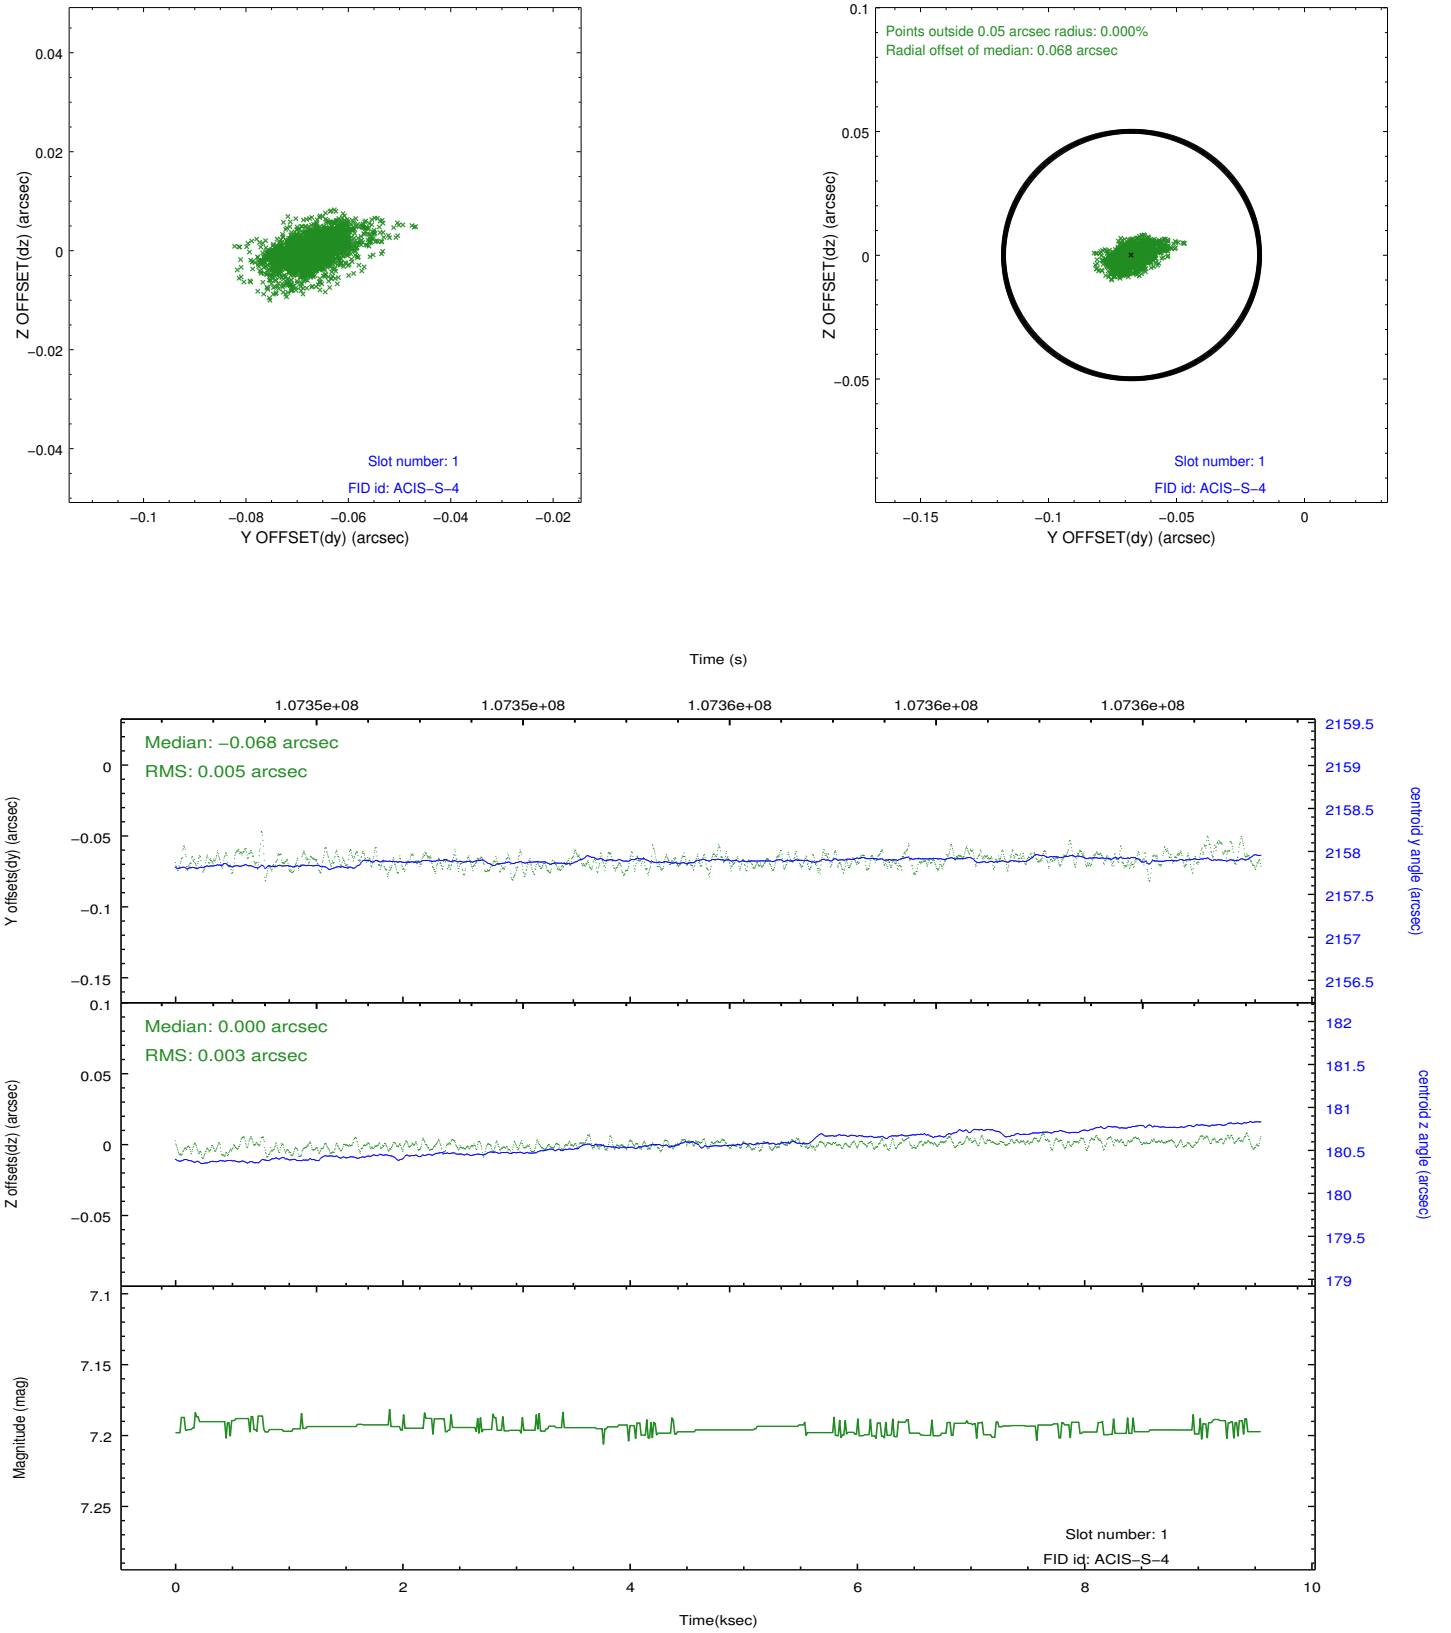 0.04
0.02
0
−0.02
−0.04
Z OFFSET(dz) (arcsec)
Slot number: 1
FID id: ACIS−S−4
−0.1
−0.08
−0.06
−0.04
−0.02
Y OFFSET(dy) (arcsec)
0.1
0.05
0
−0.05
Z OFFSET(dz) (arcsec)
Points outside 0.05 arcsec radius: 0.000%
Radial offset of median: 0.068 arcsec
Slot number: 1
FID id: ACIS−S−4
−0.15
−0.1
−0.05
0
Y OFFSET(dy) (arcsec)
Time (s)
1.0735e+08
1.0735e+08
1.0736e+08
1.0736e+08
1.0736e+08
Median: −0.068 arcsec
RMS: 0.005 arcsec
0
−0.05
−0.1
−0.15
Y offsets(dy) (arcsec)
2159.5
2159
2158.5
2158
2157.5
2157
2156.5
centroid y angle (arcsec)
Median: 0.000 arcsec
RMS: 0.003 arcsec
0.1
0.05
0
−0.05
Z offsets(dz) (arcsec)
182
181.5
181
180.5
180
179.5
179
centroid z angle (arcsec)
7.1
7.15
7.2
7.25
Magnitude (mag)
Slot number: 1
FID id: ACIS−S−4
0
2
4
6
8
10
Time(ksec)